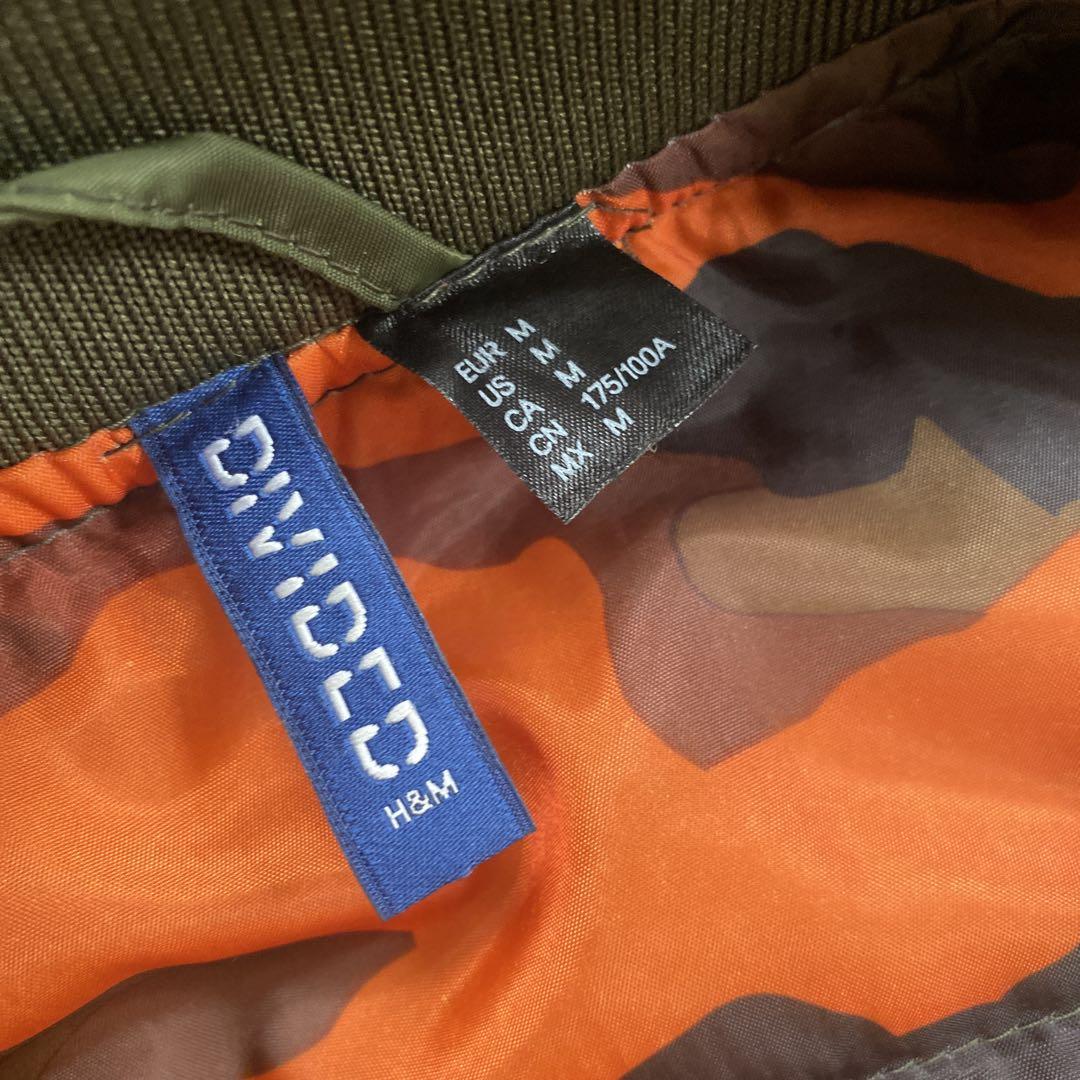 DIVIDED
H&M
EUR M
US M
CA M
CN 175/100A
MX M